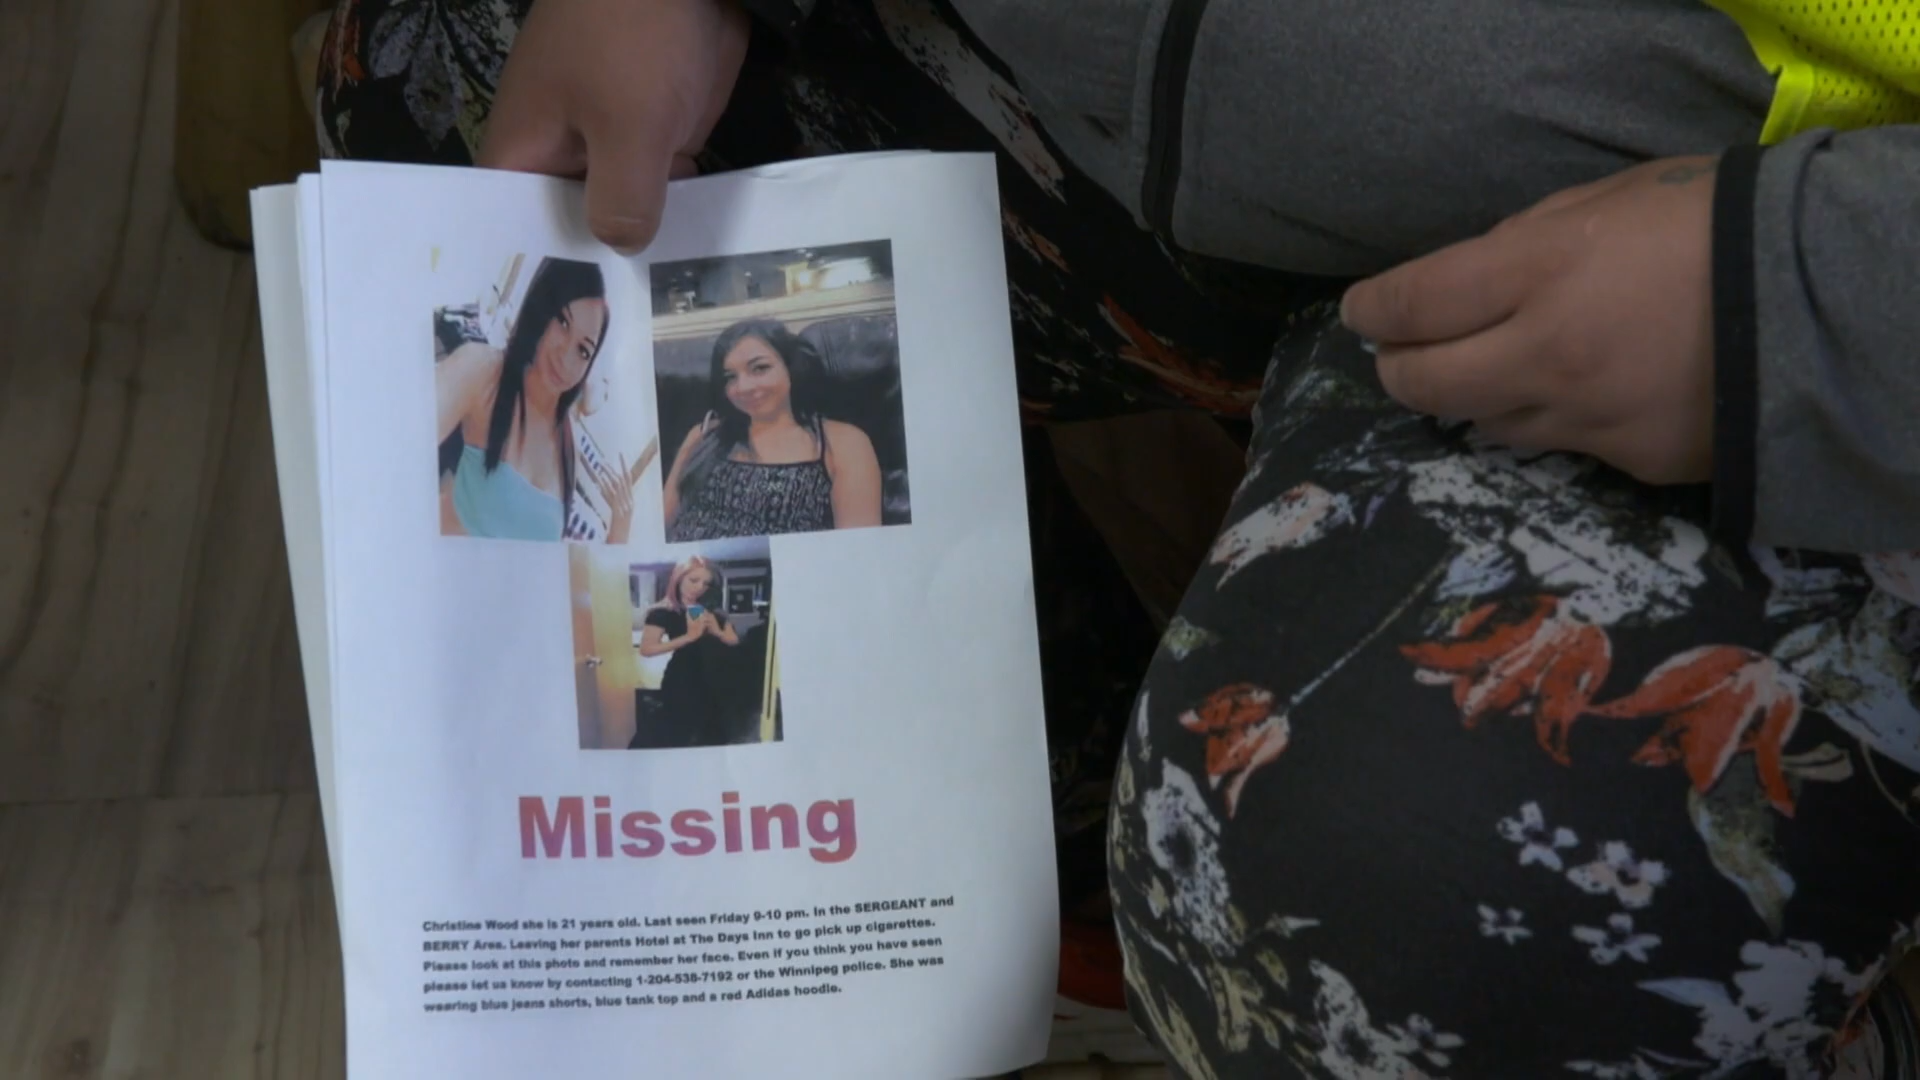 Missing
Christine Wood she is 21 years old. Last seen Friday 9-10 pm. In the SERGEANT and
BERRY Area. Leaving her parents Hotel at The Days Inn to go pick up cigarettes.
Please look at this photo and remember her face. Even if you think you have seen
please let us know by contacting 1-204-538-7192 or the Winnipeg police. She was
wearing blue jeans shorts, blue tank top and a red Adidas hoodie.